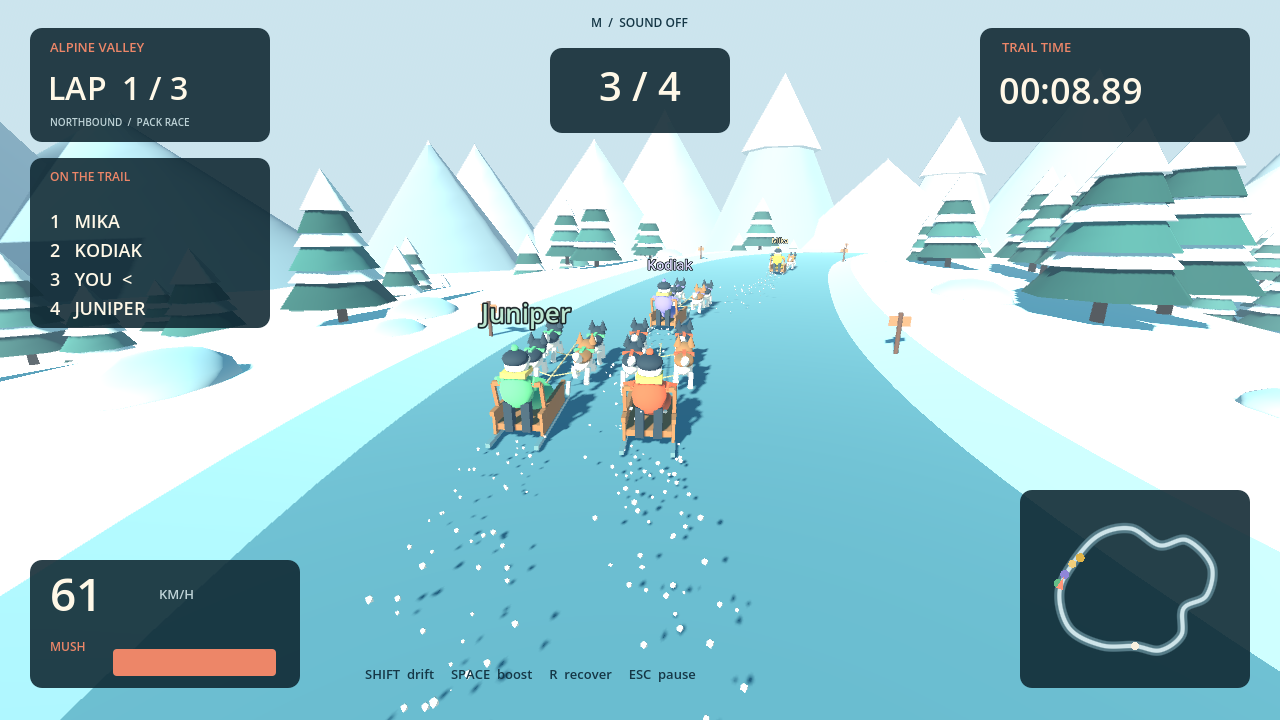 M / SOUND OFF
ALPINE VALLEY
LAP 1 / 3
NORTHBOUND / PACK RACE
3 / 4
TRAIL TIME
00:08.89
ON THE TRAIL
1 MIKA
2 KODIAK
3 YOU <
4 JUNIPER
Mika
Kodiak
Juniper
61 KM/H
MUSH
SHIFT drift SPACE boost R recover ESC pause